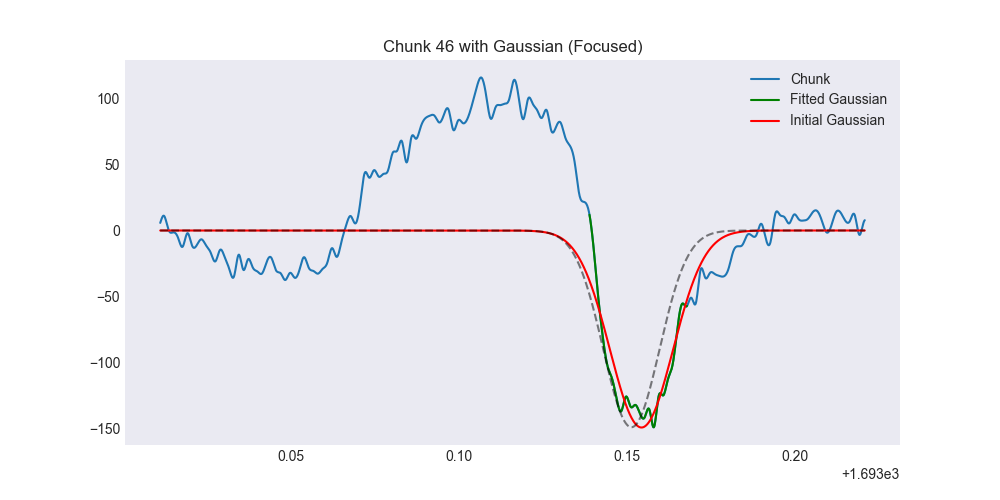 Chunk 46 with Gaussian (Focused)
Chunk
Fitted Gaussian
Initial Gaussian
100
50
0
−50
−100
−150
0.05 0.10 0.15 0.20
+1.693e3